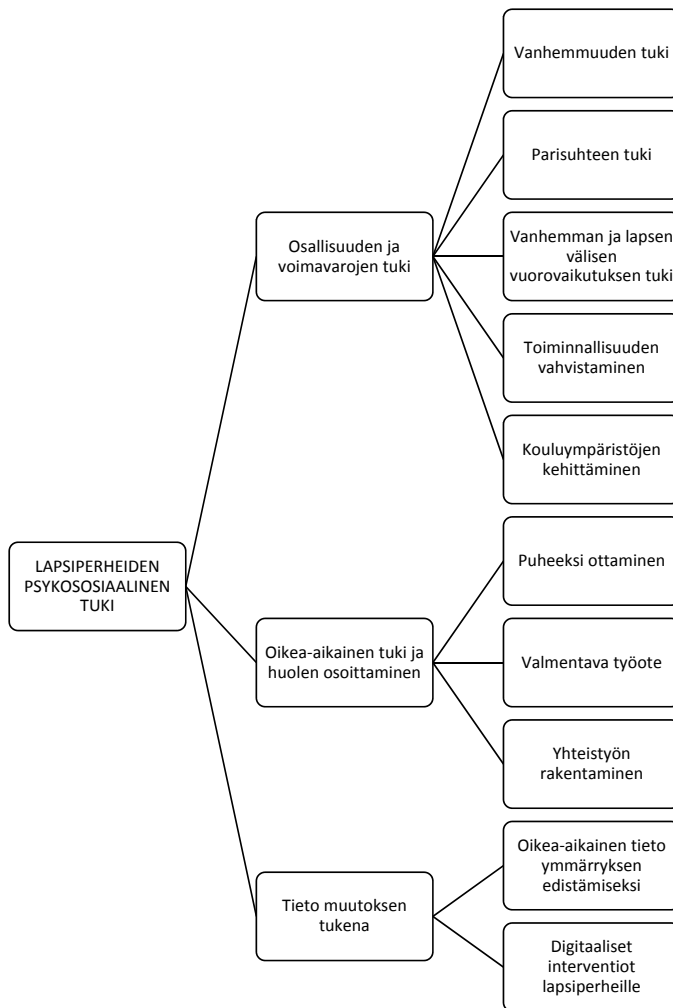 Vanhemmuuden tuki
Parisuhteen tuki
Osallisuuden ja
voimavarojen tuki
Vanhemman ja lapsen
välisen
vuorovaikutuksen tuki
Toiminnallisuuden
vahvistaminen
Kouluympäristöjen
kehittäminen
LAPSIPERHEIDEN
PSYKOSOSIAALINEN
TUKI
Puheeksi ottaminen
Oikea-aikainen tuki ja
huolen osoittaminen
Valmentava työote
Yhteistyön
rakentaminen
Tieto muutoksen
tukena
Oikea-aikainen tieto
ymmärryksen
edistämiseksi
Digitaaliset
interventiot
lapsiperheille